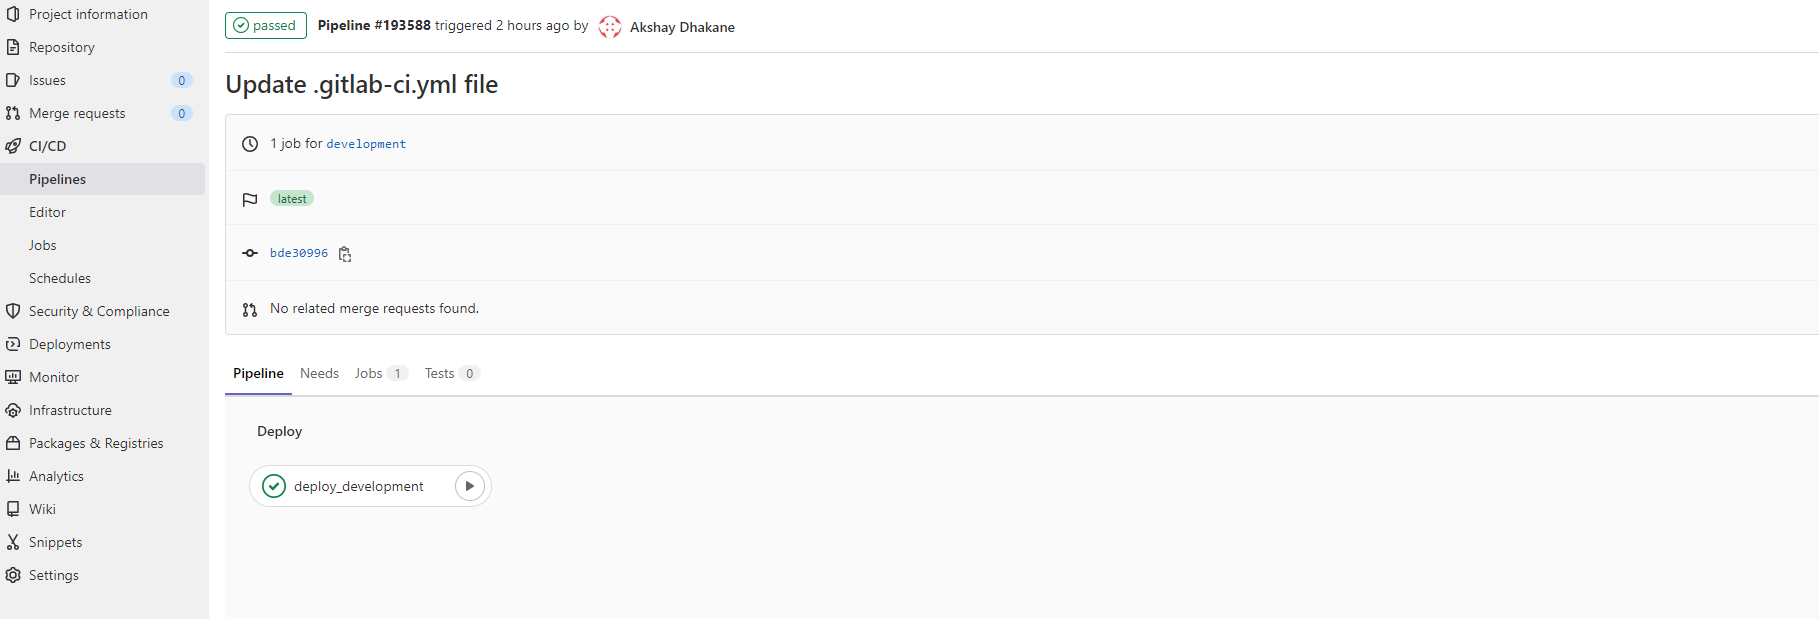 Project information
Repository
Issues 0
Merge requests 0
CI/CD
Pipelines
Editor
Jobs
Schedules
Security & Compliance
Deployments
Monitor
Infrastructure
Packages & Registries
Analytics
Wiki
Snippets
Settings
passed Pipeline #193588 triggered 2 hours ago by Akshay Dhakane
Update .gitlab-ci.yml file
1 job for development
latest
bde30996
No related merge requests found.
Pipeline Needs Jobs 1 Tests 0
Deploy
deploy_development